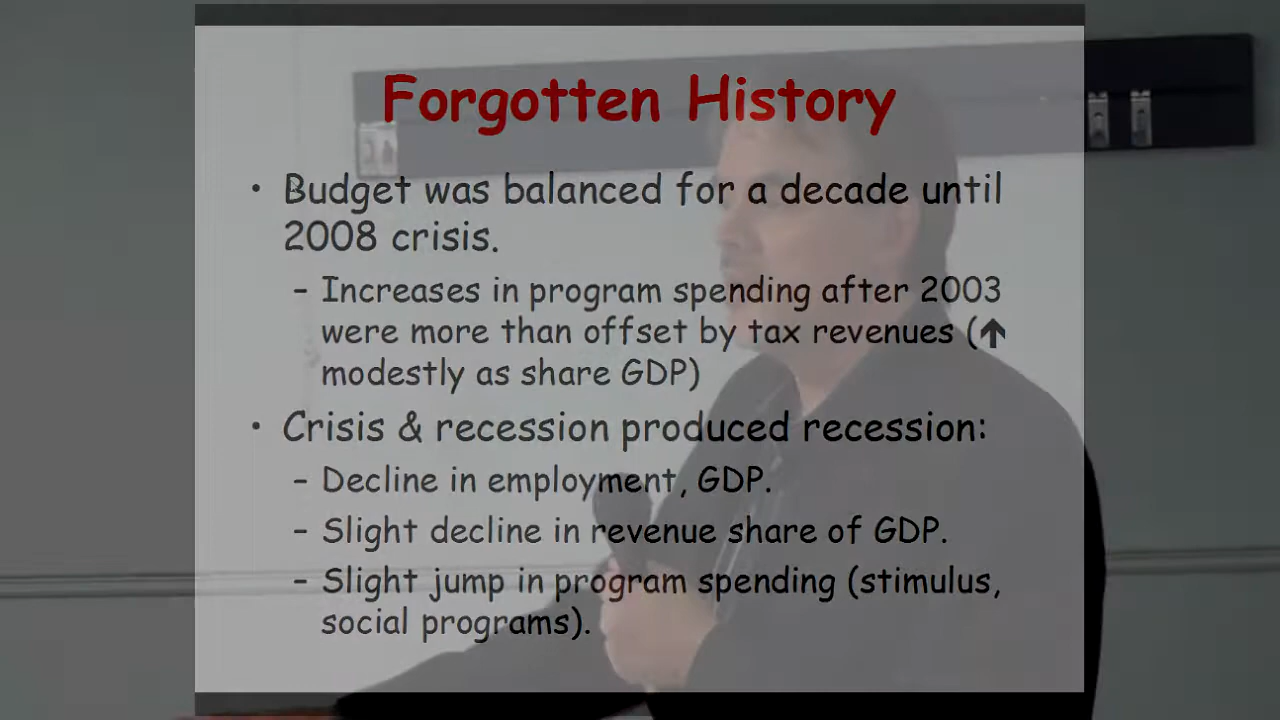 Forgotten History
• Budget was balanced for a decade until
2008 crisis.
– Increases in program spending after 2003
were more than offset by tax revenues (↑
modestly as share GDP)
• Crisis & recession produced recession:
– Decline in employment, GDP.
– Slight decline in revenue share of GDP.
– Slight jump in program spending (stimulus,
social programs).